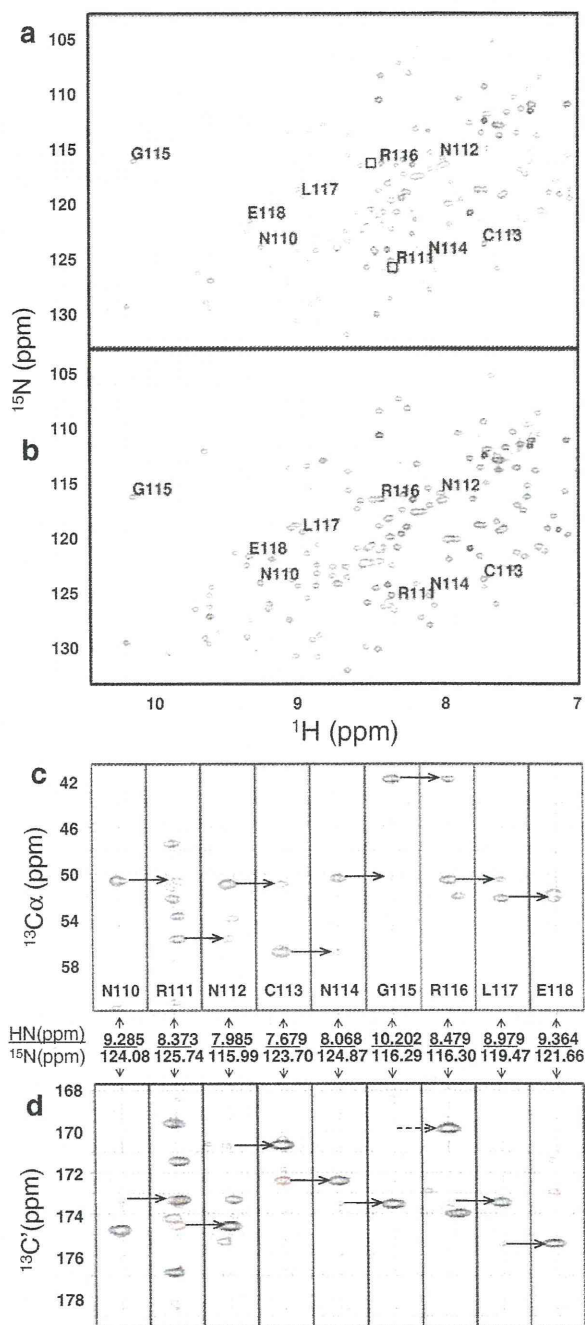 a
105
110
115
120
125
130
G115
R116
N112
L117
E118
N110
R111
N114
C113
15N (ppm)
b
105
110
115
120
125
130
G115
R116
N112
L117
E118
N110
R111
N114
C113
10 9 8 7
1H (ppm)
c
42
46
50
54
58
13Cα (ppm)
N110 R111 N112 C113 N114 G115 R116 L117 E118
HN(ppm) 9.285 8.373 7.985 7.679 8.068 10.202 8.479 8.979 9.364
15N(ppm) 124.08 125.74 115.99 123.70 124.87 116.29 116.30 119.47 121.66
d
168
170
172
174
176
178
13C' (ppm)